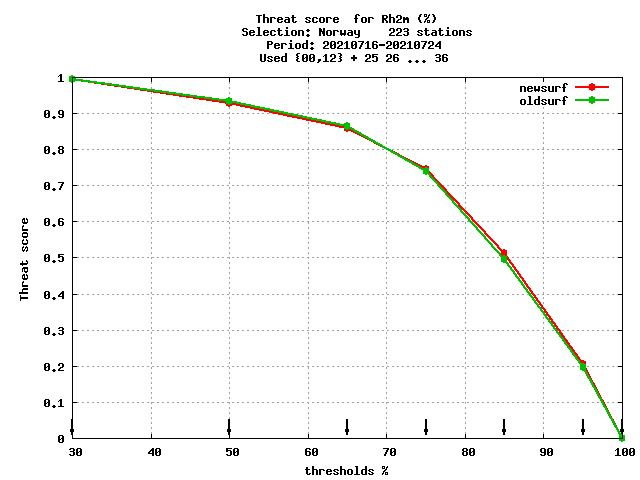 Threat score  for Rh2m (%)
Selection: Norway    223 stations
Period: 20210716-20210724
Used {00,12} + 25 26 ... 36
newsurf
oldsurf
1
0.9
0.8
0.7
0.6
0.5
0.4
0.3
0.2
0.1
0
Threat score
30 40 50 60 70 80 90 100
thresholds %